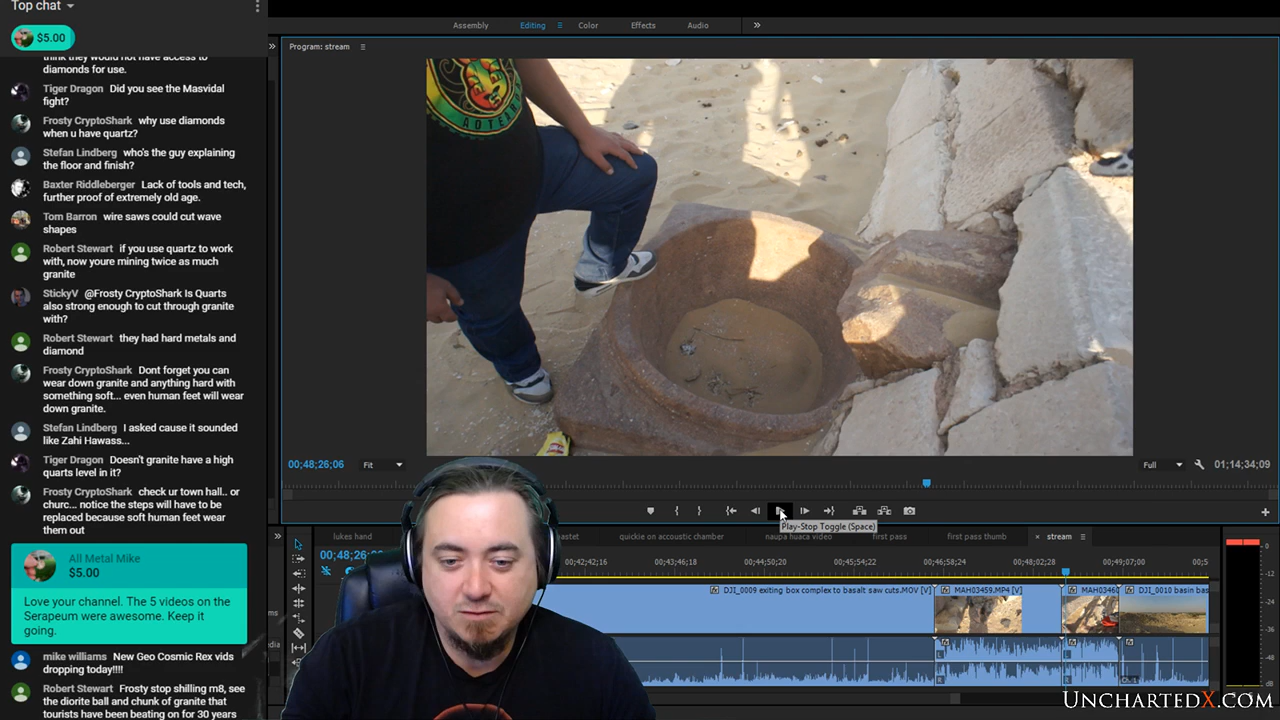 Top chat
$5.00
think they would not have access to
diamonds for use.
Tiger Dragon Did you see the Masvidal
fight?
Frosty CryptoShark why use diamonds
when u have quartz?
Stefan Lindberg who's the guy explaining
the floor and finish?
Baxter Riddleberger Lack of tools and tech,
further proof of extremely old age.
Tom Barron wire saws could cut wave
shapes
Robert Stewart if you use quartz to work
with, now youre mining twice as much
granite
StickyV @Frosty CryptoShark Is Quarts
also strong enough to cut through granite
with?
Robert Stewart they had hard metals and
diamond
Frosty CryptoShark Dont forget you can
wear down granite and anything hard with
something soft... even human feet will wear
down granite.
Stefan Lindberg I asked cause it sounded
like Zahi Hawass...
Tiger Dragon Doesn't granite have a high
quarts level in it?
Frosty CryptoShark check ur town hall.. or
churc... notice the steps will have to be
replaced because soft human feet wear
them out
All Metal Mike
$5.00
Love your channel. The 5 videos on the
Serapeum were awesome. Keep it
going.
mike williams New Geo Cosmic Rex vids
dropping today!!!!
Robert Stewart Frosty stop shilling m8, see
the diorite ball and chunk of granite that
tourists have been beating on for 30 years
Assembly Editing Color Effects Audio
Program: stream
AOTEA
00;48;26;06 Fit Full 01;14;34;09
Play-Stop Toggle (Space)
lukes hand quickie on accoustic chamber naupa huaca video first pass first pass thumb × stream
00;48;26
00;42;42;16 00;43;46;18 00;44;50;20 00;45;54;22 00;46;58;24 00;48;02;28 00;49;07;00
DJI_0009 exiting box complex to basalt saw cuts.MOV [V] MAH03459.MP4 [V] MAH03460 DJI_0010 basin bas
0
-6
-12
-18
-24
-30
-36
-42
-48
dB
UnchartedX.com